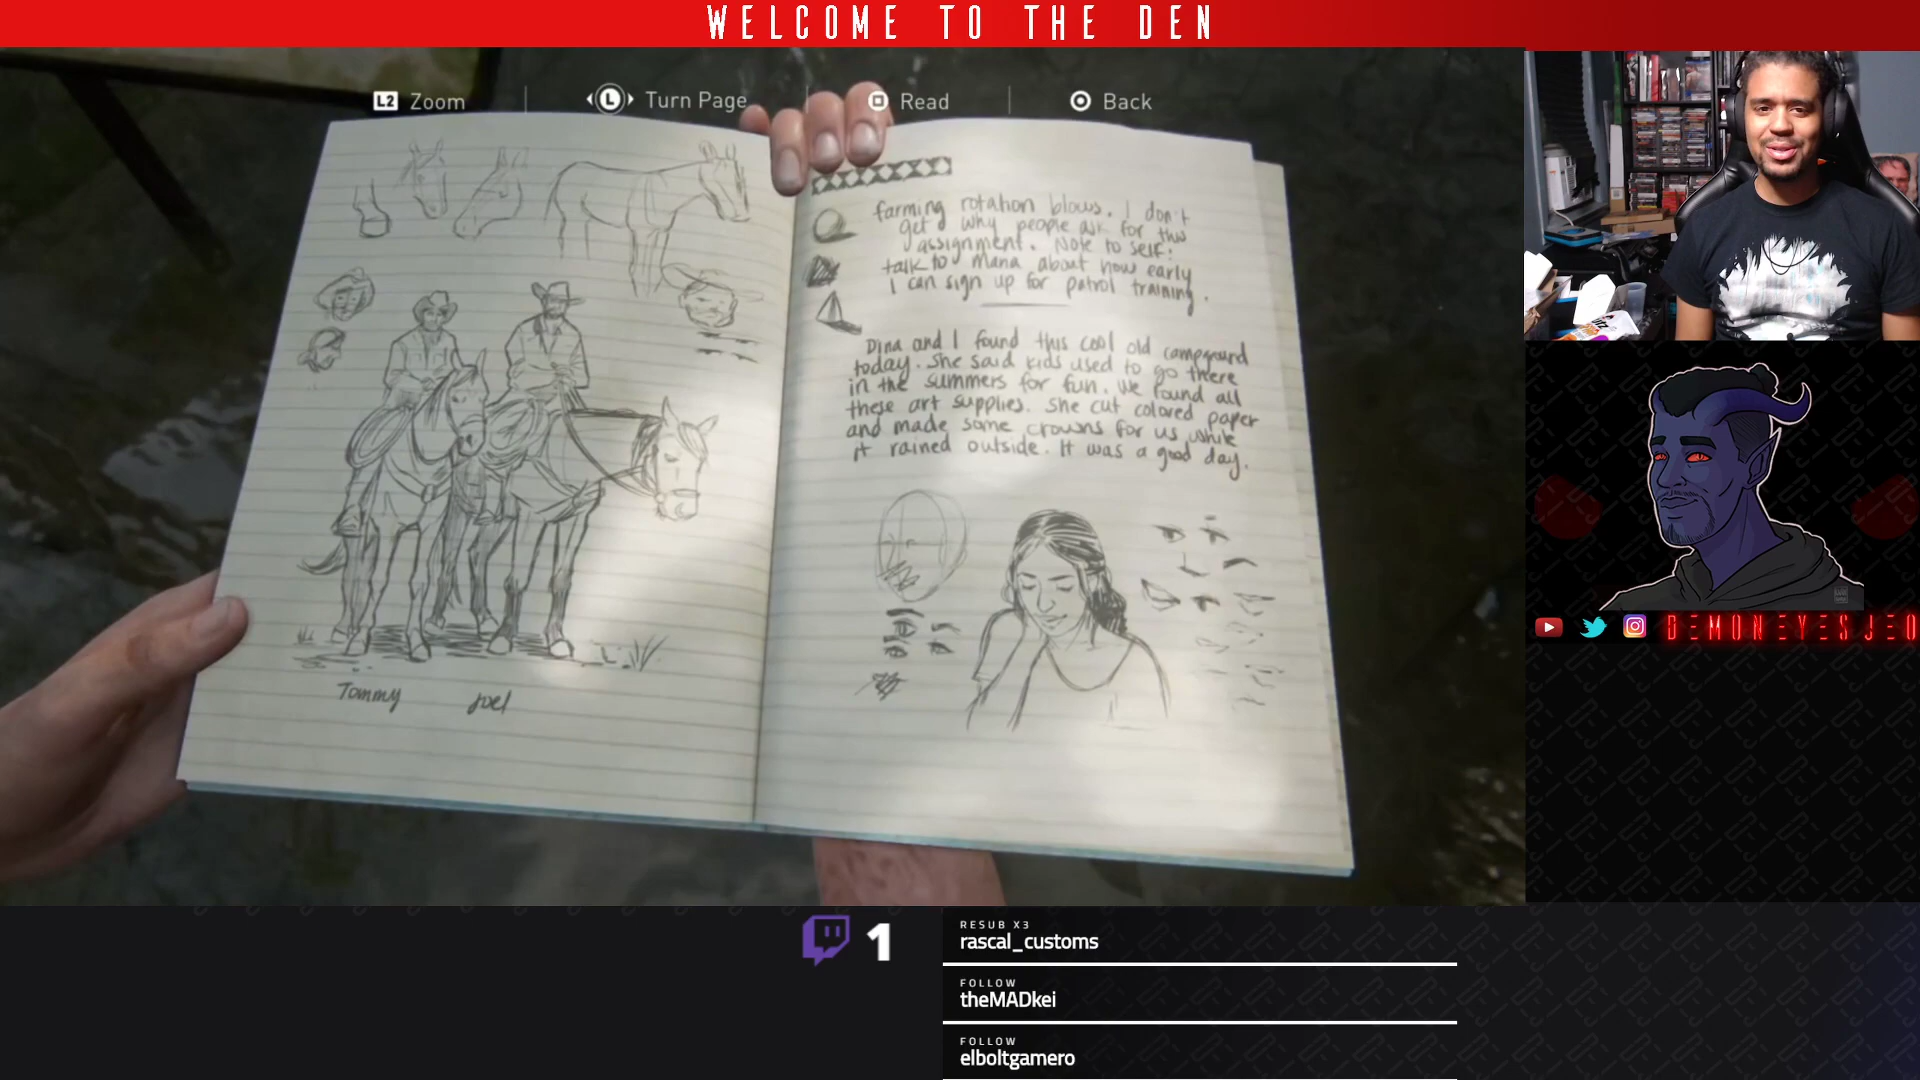 WELCOME TO THE DEN
L2 Zoom
L Turn Page
Read
Back
farming rotation blows. I don't
get why people ask for this
assignment. Note to self:
talk to Maria about how early
I can sign up for patrol training.
Dina and I found this cool old campground
today. She said kids used to go there
in the summers for fun. We found all
these art supplies. She cut colored paper
and made some crowns for us while
it rained outside. It was a good day.
Tommy
Joel
DEMONEYESJEO
1
RESUB X3
rascal_customs
FOLLOW
theMADkei
FOLLOW
elboltgamero